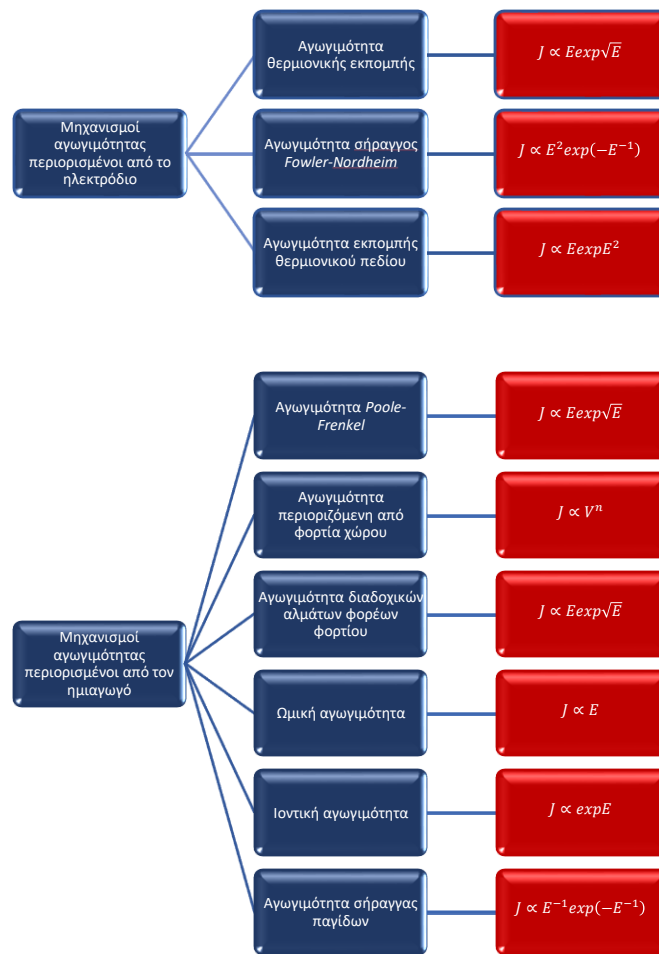 Αγωγιμότητα
θερμιονικής εκπομπής
J ∝ Eexp√E
Μηχανισμοί
αγωγιμότητας
περιορισμένοι από το
ηλεκτρόδιο
Αγωγιμότητα σήραγγος
Fowler-Nordheim
J ∝ E²exp(−E⁻¹)
Αγωγιμότητα εκπομπής
θερμιονικού πεδίου
J ∝ EexpE²
Αγωγιμότητα Poole-
Frenkel
J ∝ Eexp√E
Αγωγιμότητα
περιοριζόμενη από
φορτία χώρου
J ∝ Vⁿ
Αγωγιμότητα διαδοχικών
αλμάτων φορέων
φορτίου
J ∝ Eexp√E
Μηχανισμοί
αγωγιμότητας
περιορισμένοι από τον
ημιαγωγό
Ωμική αγωγιμότητα
J ∝ E
Ιοντική αγωγιμότητα
J ∝ expE
Αγωγιμότητα σήραγγας
παγίδων
J ∝ E⁻¹exp(−E⁻¹)